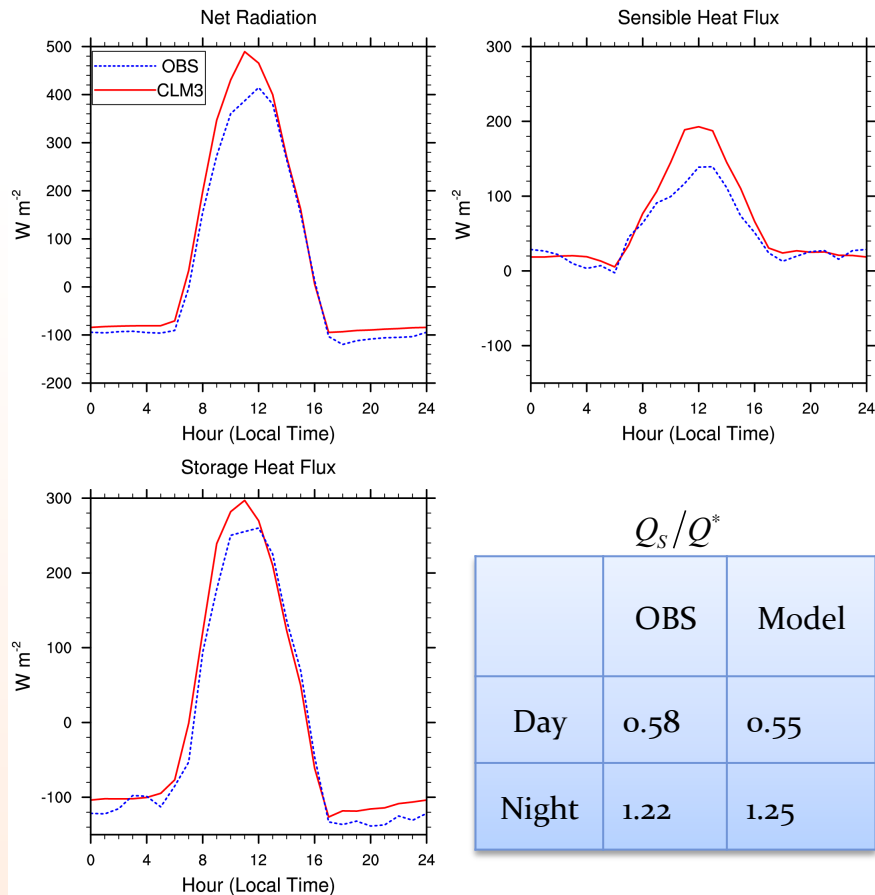 Net Radiation
500
400
300
200
100
0
-100
-200
W m-2
OBS
CLM3
0 4 8 12 16 20 24
Hour (Local Time)
Sensible Heat Flux
300
200
100
0
-100
W m-2
0 4 8 12 16 20 24
Hour (Local Time)
Storage Heat Flux
300
200
100
0
-100
W m-2
0 4 8 12 16 20 24
Hour (Local Time)
Qs/Q*
OBS Model
Day 0.58 0.55
Night 1.22 1.25